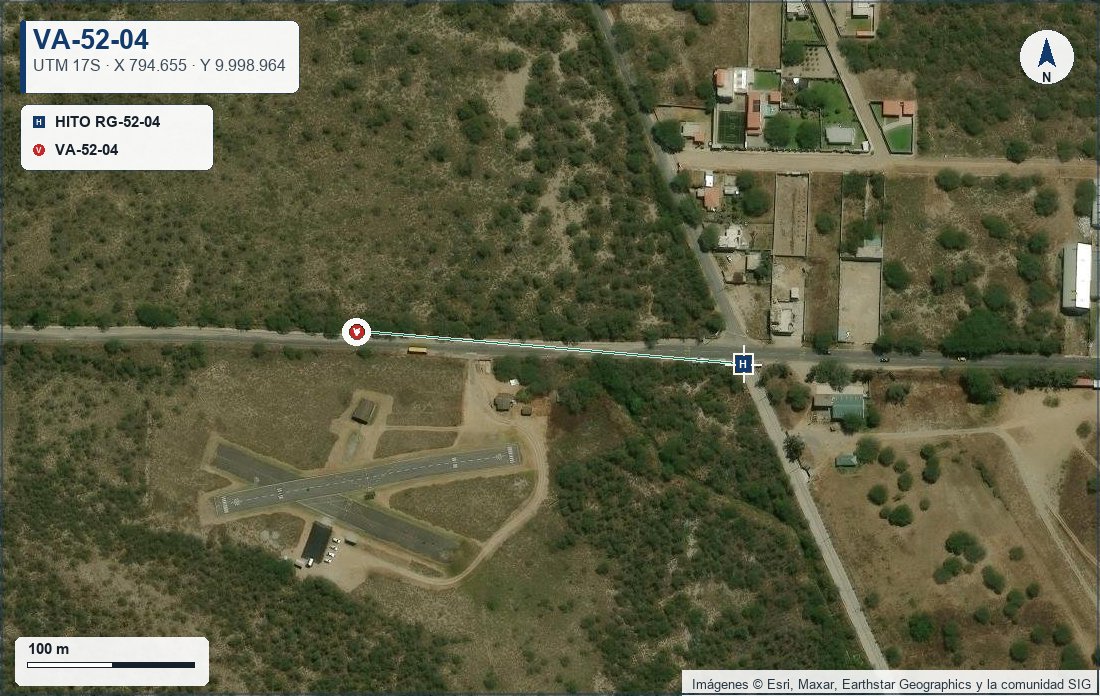 VA-52-04
UTM 17S · X 794.655 · Y 9.998.964
H HITO RG-52-04
V VA-52-04
N
V
H
100 m
Imágenes © Esri, Maxar, Earthstar Geographics y la comunidad SIG